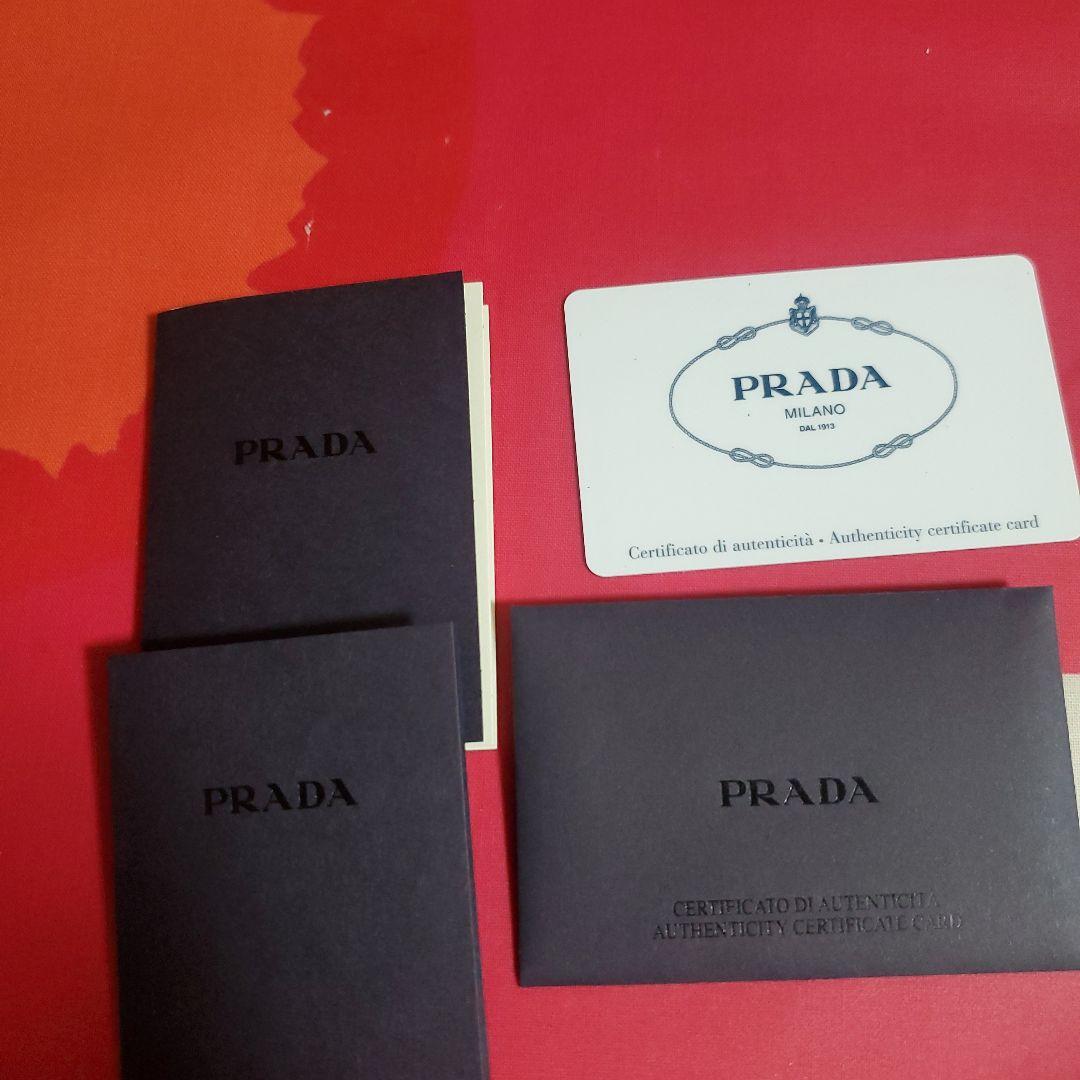 PRADA
PRADA
MILANO
DAL 1913
Certificato di autenticità • Authenticity certificate card
PRADA
PRADA
CERTIFICATO DI AUTENTICITÀ
AUTHENTICITY CERTIFICATE CARD